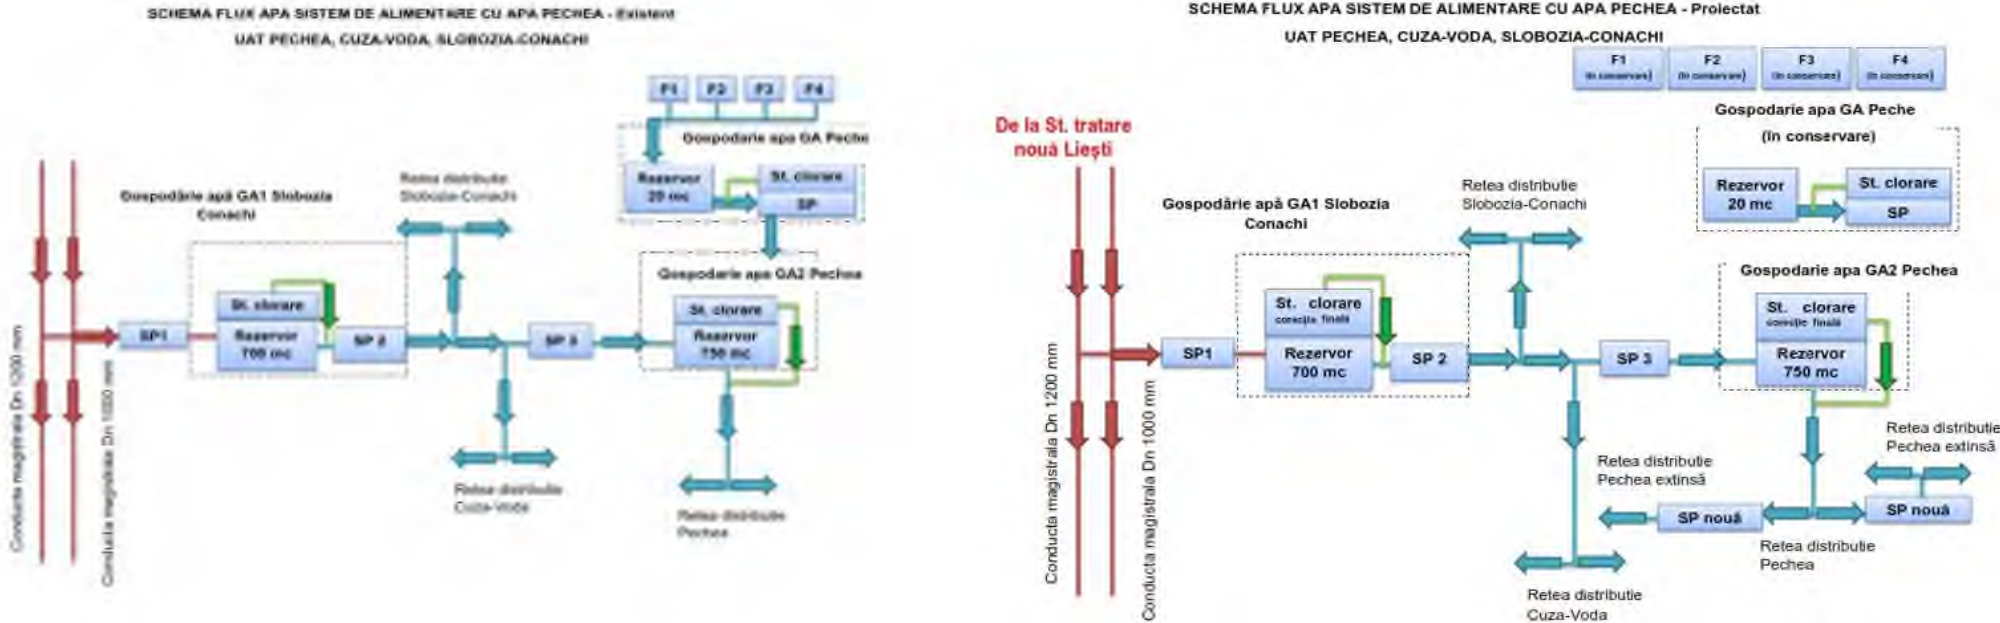 SCHEMA FLUX APA SISTEM DE ALIMENTARE CU APA PECHEA - Existent
UAT PECHEA, CUZA-VODA, SLOBOZIA-CONACHI
F1 F2 F3 F4
Gospodarie apa GA Peche
Rezervor
20 mc
St. clorare
SP
Retea distributie
Slobozia-Conachi
Gospodărie apă GA1 Slobozia
Conachi
Gospodarie apa GA2 Pechea
St. clorare
Rezervor
700 mc
SP1
SP 2
SP 3
St. clorare
Rezervor
750 mc
Conducta magistrala Dn 1200 mm
Conducta magistrala Dn 1000 mm
Retea distributie
Cuza-Voda
Retea distributie
Pechea
SCHEMA FLUX APA SISTEM DE ALIMENTARE CU APA PECHEA - Proiectat
UAT PECHEA, CUZA-VODA, SLOBOZIA-CONACHI
F1 F2 F3 F4
(in conservare) (in conservare) (in conservare) (in conservare)
Gospodarie apa GA Peche
(în conservare)
De la St. tratare
nouă Liești
Rezervor
20 mc
St. clorare
SP
Retea distributie
Slobozia-Conachi
Gospodărie apă GA1 Slobozia
Conachi
Gospodarie apa GA2 Pechea
St. clorare
corecție finală
Rezervor
700 mc
SP1
SP 2
SP 3
St. clorare
corecție finală
Rezervor
750 mc
Conducta magistrala Dn 1200 mm
Conducta magistrala Dn 1000 mm
Retea distributie
Pechea extinsă
Retea distributie
Pechea extinsă
SP nouă
SP nouă
Retea distributie
Pechea
Retea distributie
Cuza-Voda